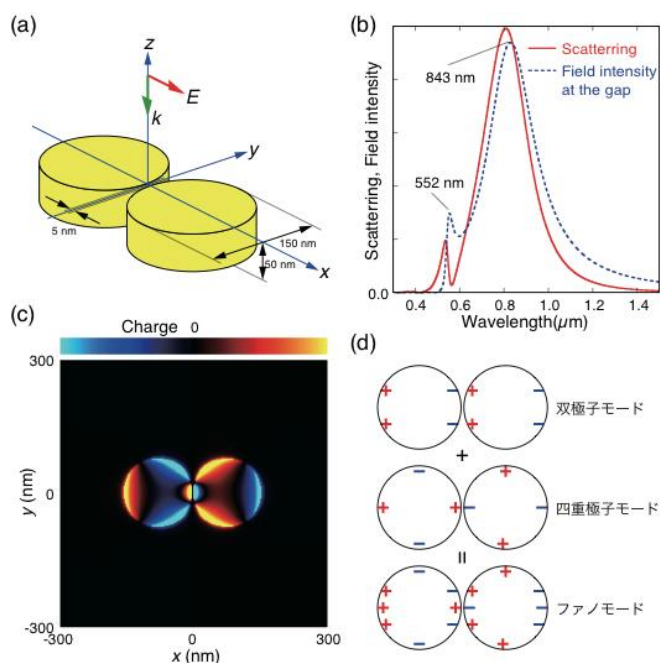 (a)
z
E
k
y
5 nm
150 nm
50 nm
x
(b)
Scatterring
Field intensity
at the gap
843 nm
552 nm
Scatterring, Field intensity
0.0
0.4 0.6 0.8 1.0 1.2 1.4
Wavelength(μm)
(c)
Charge 0
300
0
-300
y (nm)
-300 0 300
x (nm)
(d)
双極子モード
+
四重極子モード
=
ファノモード